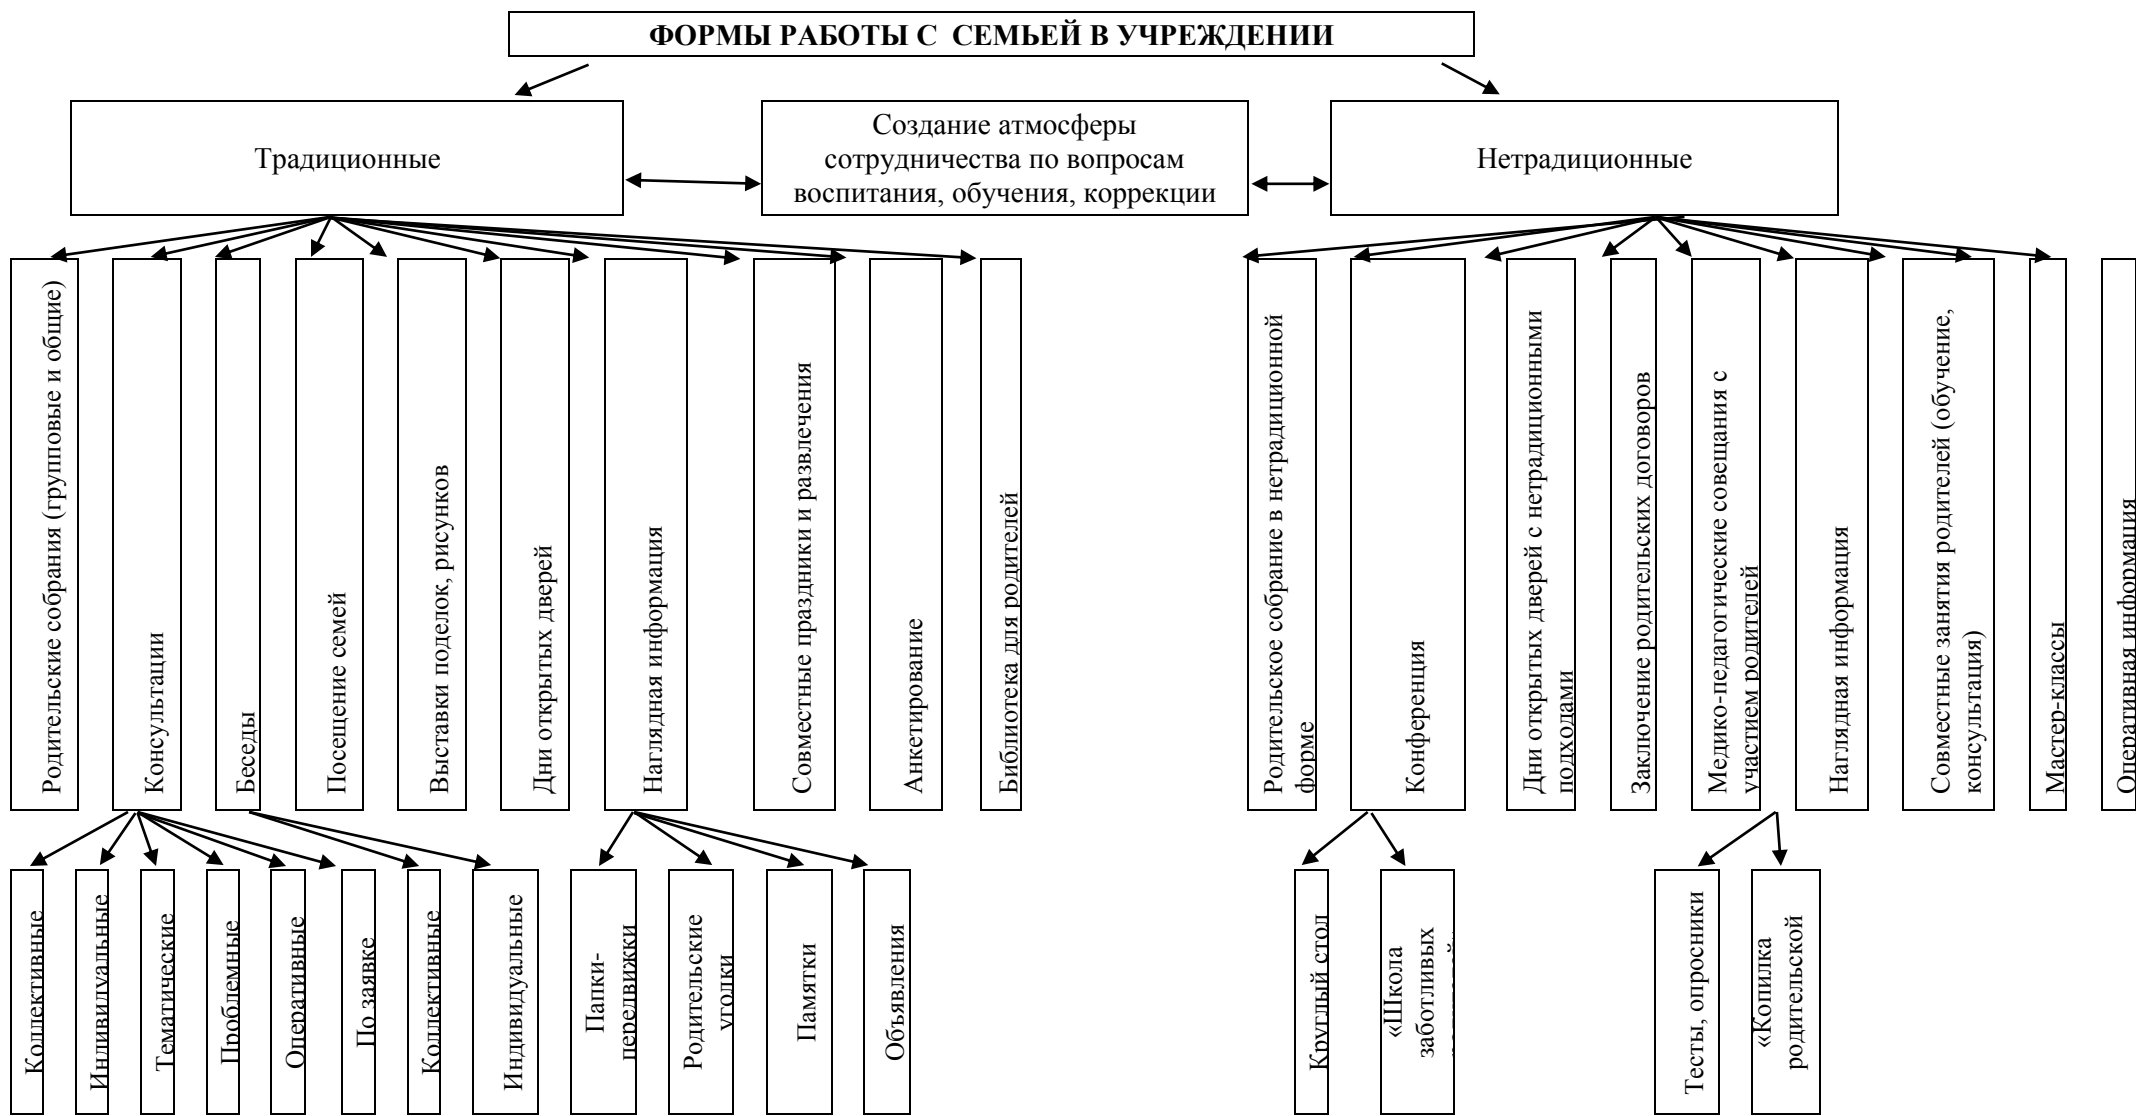 ФОРМЫ РАБОТЫ С СЕМЬЕЙ В УЧРЕЖДЕНИИ
Традиционные
Создание атмосферы
сотрудничества по вопросам
воспитания, обучения, коррекции
Нетрадиционные
Родительские собрания (групповые и общие)
Консультации
Беседы
Посещение семей
Выставки поделок, рисунков
Дни открытых дверей
Наглядная информация
Совместные праздники и развлечения
Анкетирование
Библиотека для родителей
Родительское собрание в нетрадиционной
форме
Конференция
Дни открытых дверей с нетрадиционными
подходами
Заключение родительских договоров
Медико-педагогические совещания с
участием родителей
Наглядная информация
Совместные занятия родителей (обучение,
консультация)
Мастер-классы
Оперативная информация
Коллективные
Индивидуальные
Тематические
Проблемные
Оперативные
По заявке
Коллективные
Индивидуальные
Папки-
передвижки
Родительские
уголки
Памятки
Объявления
Круглый стол
«Школа
заботливых
Тесты, опросники
«Копилка
родительской